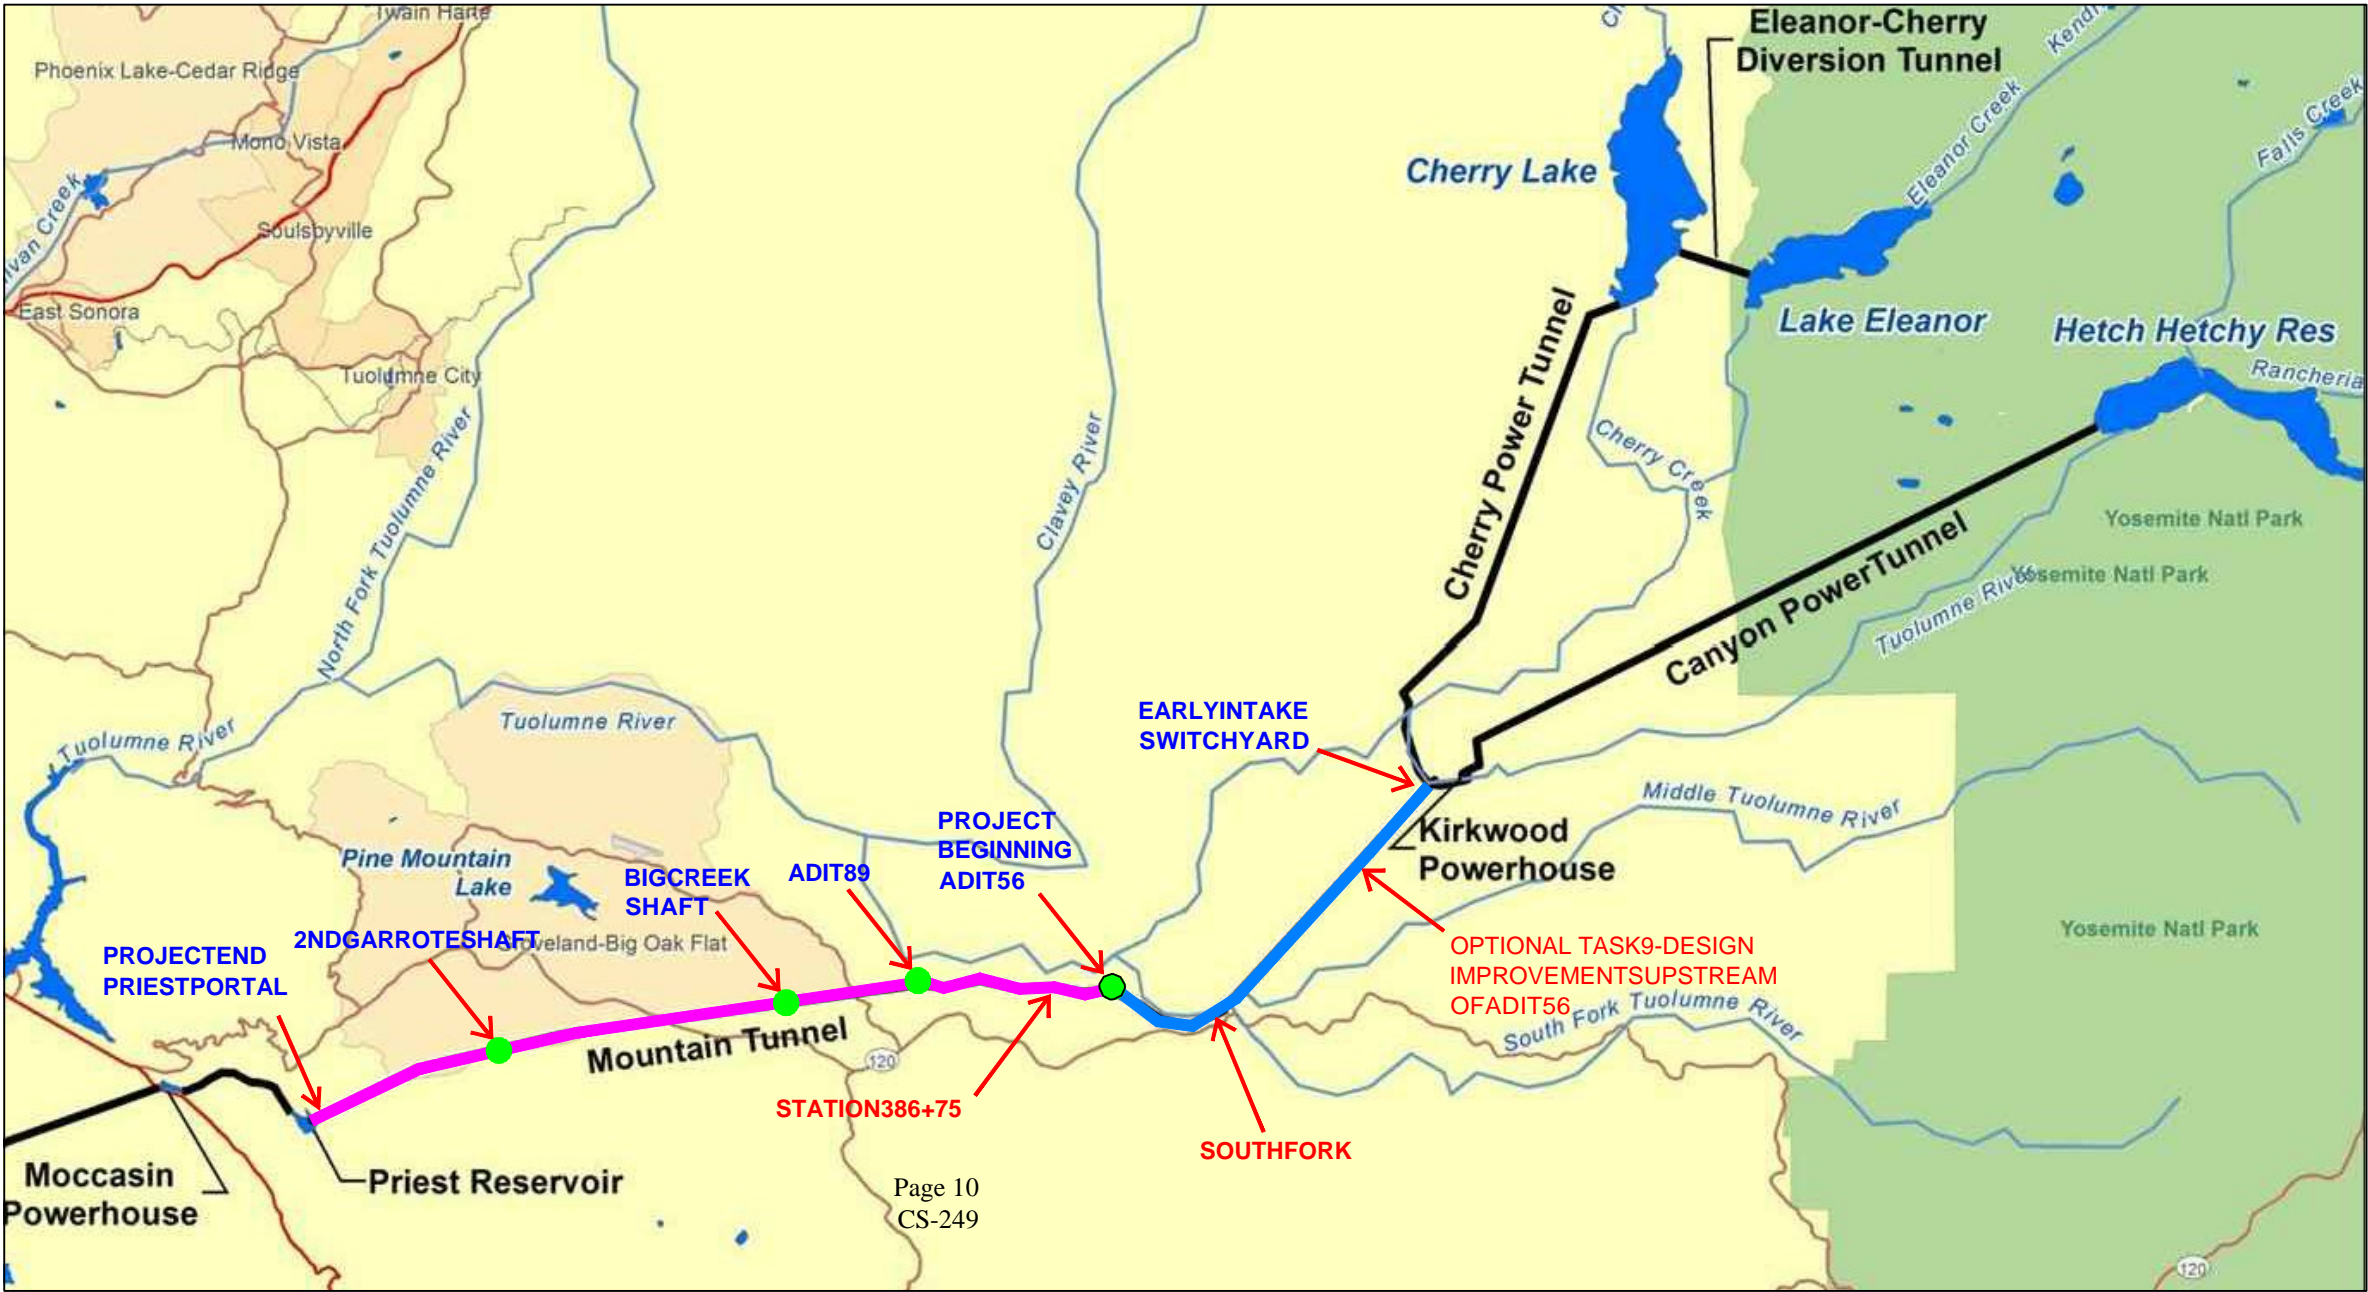 Twain Harte
Phoenix Lake-Cedar Ridge
Mono Vista
Soulsbyville
East Sonora
Tuolumne City
North Fork Tuolumne River
Clavey River
Eleanor-Cherry
Diversion Tunnel
Cherry Lake
Eleanor Creek
Falls Creek
Lake Eleanor
Hetch Hetchy Res
Rancheria
Cherry Power Tunnel
Cherry Creek
Canyon PowerTunnel
Yosemite Natl Park
Yosemite Natl Park
Tuolumne River
Tuolumne River
Tuolumne River
EARLYINTAKE
SWITCHYARD
Middle Tuolumne River
Kirkwood
Powerhouse
PROJECT
BEGINNING
ADIT56
ADIT89
BIGCREEK
SHAFT
Pine Mountain
Lake
2NDGARROTESHAFT
Groveland-Big Oak Flat
PROJECTEND
PRIESTPORTAL
OPTIONAL TASK9-DESIGN
IMPROVEMENTSUPSTREAM
OFADIT56
Yosemite Natl Park
South Fork Tuolumne River
Mountain Tunnel
120
STATION386+75
SOUTHFORK
Moccasin
Powerhouse
Priest Reservoir
Page 10
CS-249
120